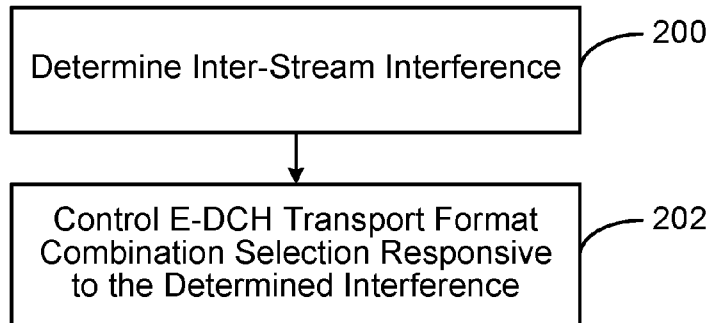 Determine Inter-Stream Interference
200
Control E-DCH Transport Format
Combination Selection Responsive
to the Determined Interference
202